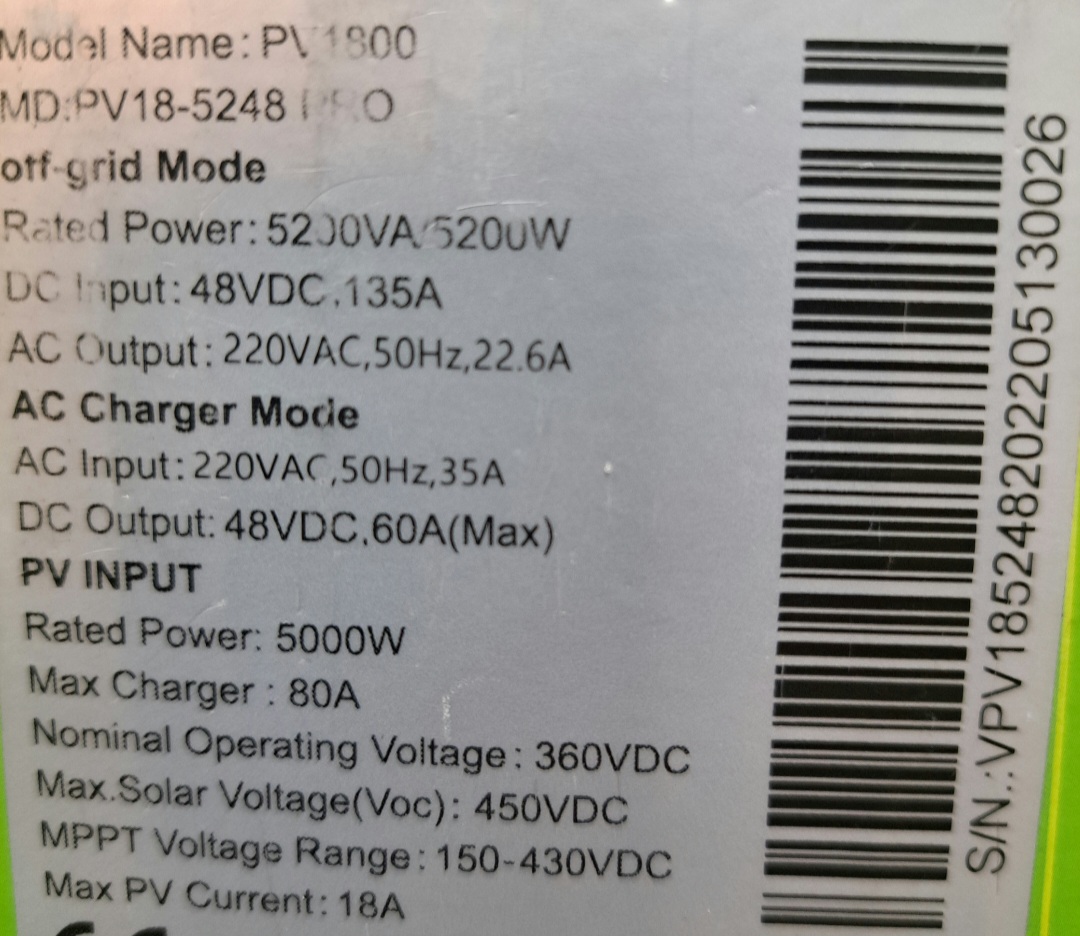 Model Name: PV1800
MD:PV18-5248 PRO
off-grid Mode
Rated Power: 5200VA/5200W
DC Input: 48VDC,135A
AC Output: 220VAC,50Hz,22.6A
AC Charger Mode
AC Input: 220VAC,50Hz,35A
DC Output: 48VDC,60A(Max)
PV INPUT
Rated Power: 5000W
Max Charger : 80A
Nominal Operating Voltage: 360VDC
Max.Solar Voltage(Voc): 450VDC
MPPT Voltage Range: 150-430VDC
Max PV Current: 18A
S/N.:VPV18524820220513​0026